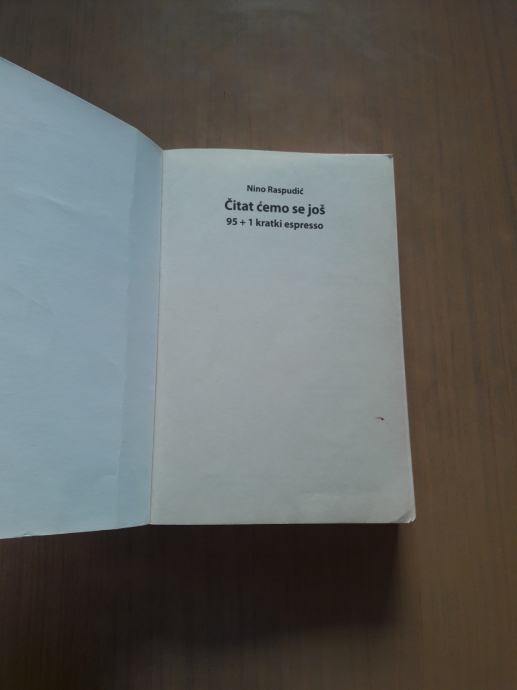 Nino Raspudić
Čitat ćemo se još
95 + 1 kratki espresso